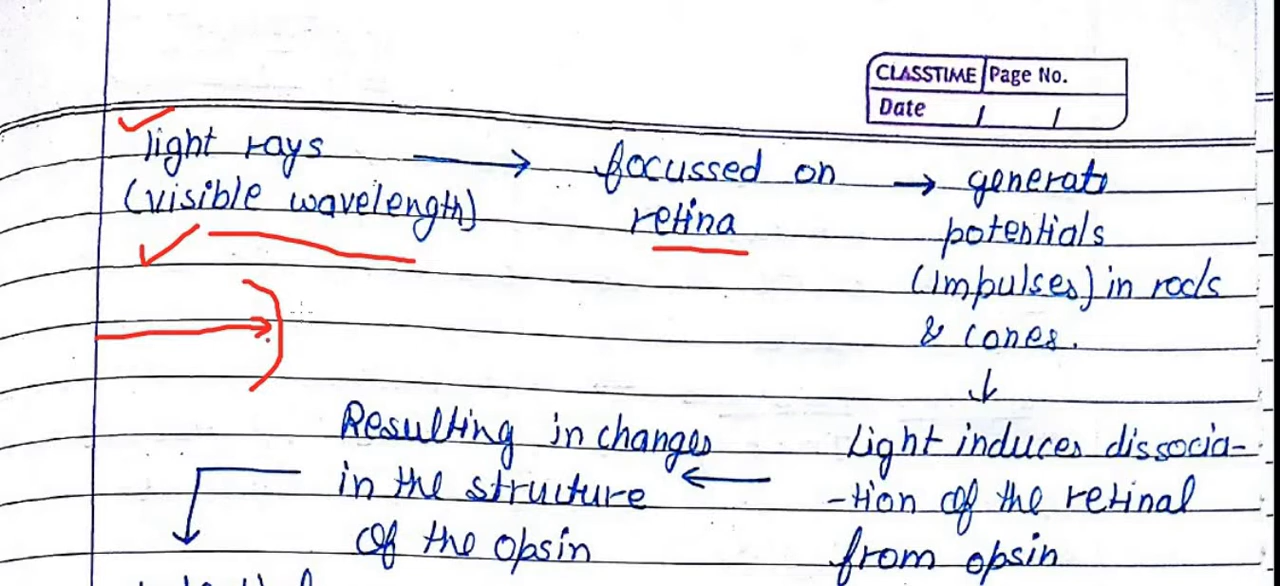 CLASSTIME Page No.
Date / /
light rays → focussed on → generate
(visible wavelength) retina potentials
(impulses) in rods
& cones.
↓
Resulting in changes ← Light induces dissocia-
in the structure -tion of the retinal
of the opsin from opsin